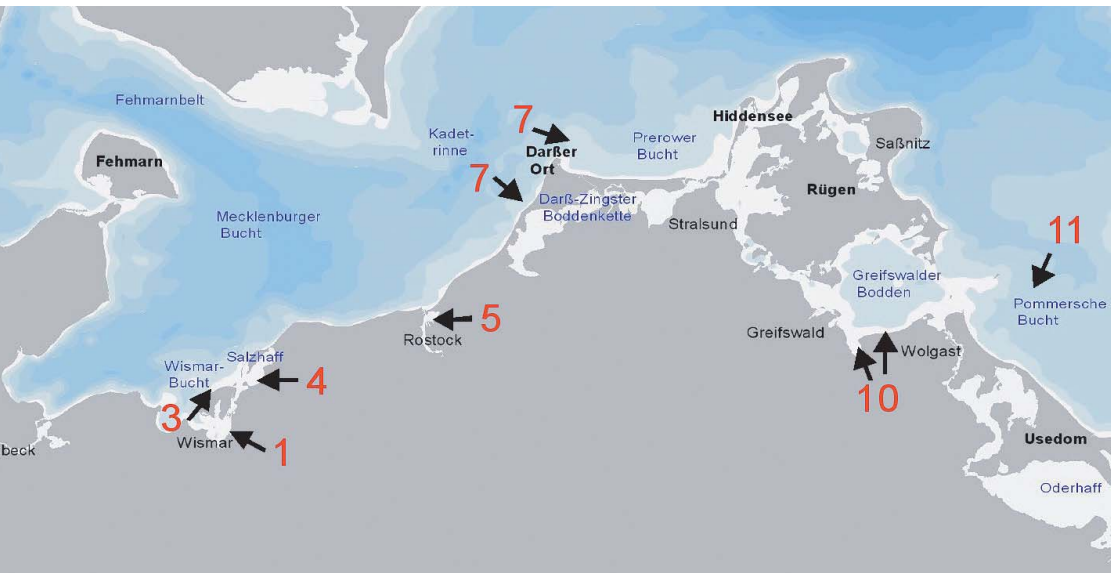 Fehmarnbelt
Fehmarn
Mecklenburger
Bucht
Kadet-
rinne
7
Darßer
Ort
7
Darß-Zingster
Boddenkette
Prerower
Bucht
Hiddensee
Saßnitz
Rügen
Stralsund
11
Pommersche
Bucht
Greifswalder
Bodden
Greifswald
Wolgast
10
5
Rostock
Salzhaff
Wismar-
Bucht
4
3
Wismar
1
beck
Usedom
Oderhaff